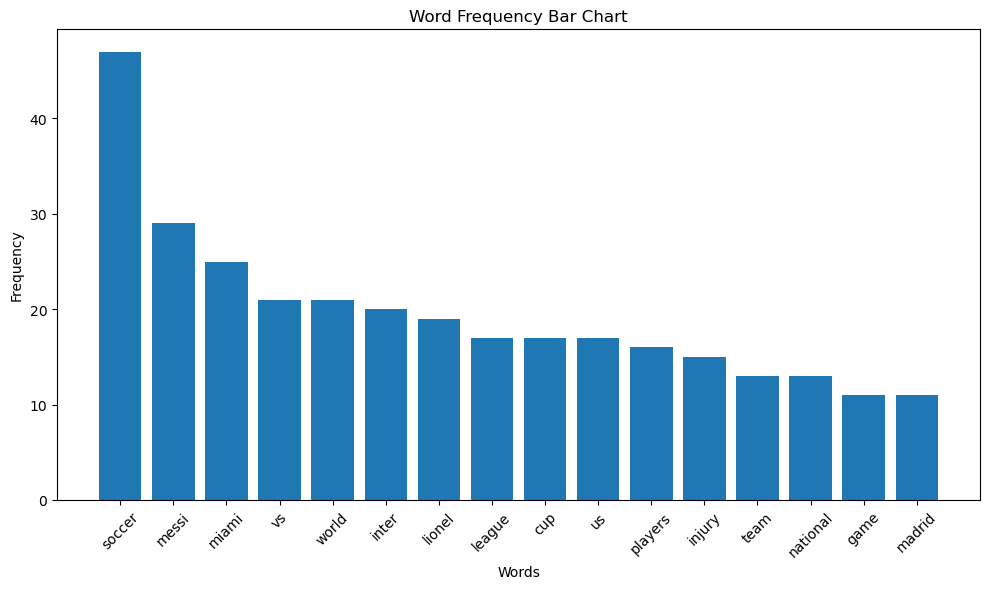 Word Frequency Bar Chart
Frequency
40
30
20
10
0
soccer messi miami vs world inter lionel league cup us players injury team national game madrid
Words